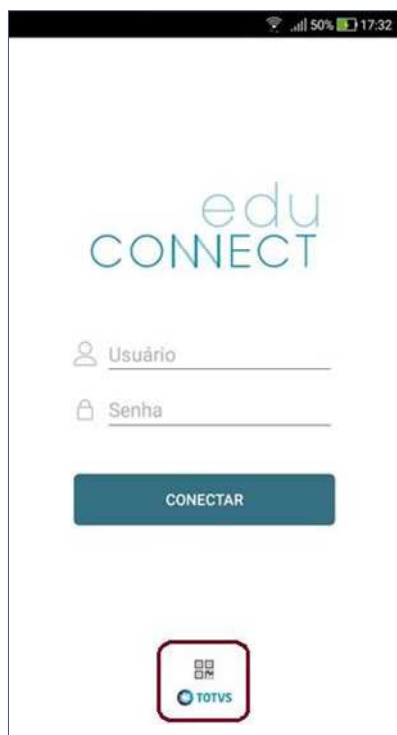 50% 17:32
edu
CONNECT
Usuário
Senha
CONECTAR
TOTVS